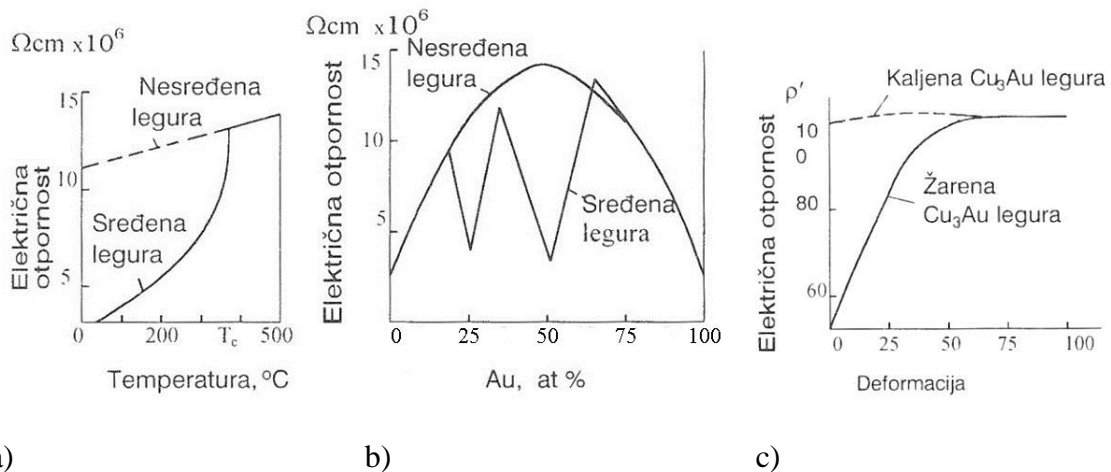 Ωcm x10⁶
Nesređena
legura
Sređena
legura
15
10
5
0
200
T꜀
500
Električna
otpornost
Temperatura, ºC
Ωcm x10⁶
Nesređena
legura
Sređena
legura
15
10
5
0
25
50
75
100
Električna otpornost
Au, at %
ρ'
Kaljena Cu₃Au legura
Žarena
Cu₃Au legura
10
0
80
60
0
25
50
75
100
Električna otpornost
Deformacija
a)
b)
c)